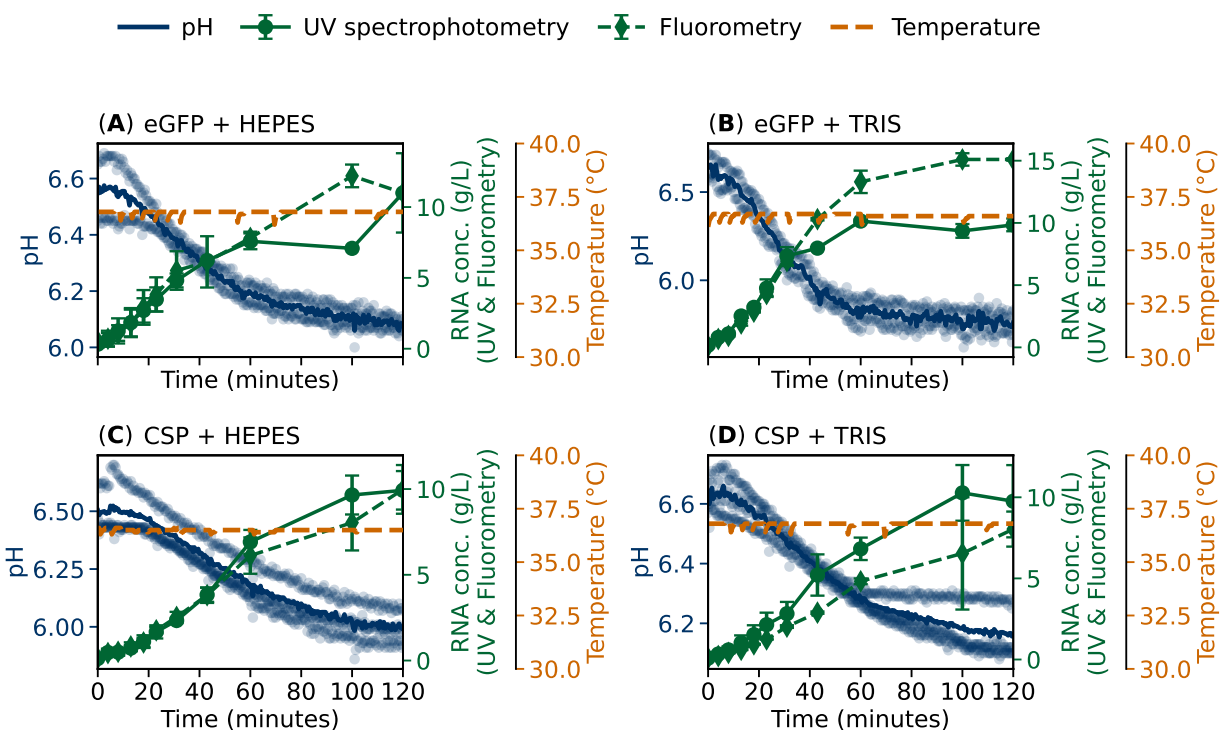 pH UV spectrophotometry Fluorometry Temperature
(A) eGFP + HEPES
6.6
6.4
6.2
6.0
pH
10
5
0
RNA conc. (g/L)
(UV & Fluorometry)
40.0
37.5
35.0
32.5
30.0
Temperature (°C)
Time (minutes)
(B) eGFP + TRIS
6.5
6.0
pH
15
10
5
0
RNA conc. (g/L)
(UV & Fluorometry)
40.0
37.5
35.0
32.5
30.0
Temperature (°C)
Time (minutes)
(C) CSP + HEPES
6.50
6.25
6.00
pH
10
5
0
RNA conc. (g/L)
(UV & Fluorometry)
40.0
37.5
35.0
32.5
30.0
Temperature (°C)
0 20 40 60 80 100 120
Time (minutes)
(D) CSP + TRIS
6.6
6.4
6.2
pH
10
5
0
RNA conc. (g/L)
(UV & Fluorometry)
40.0
37.5
35.0
32.5
30.0
Temperature (°C)
0 20 40 60 80 100 120
Time (minutes)